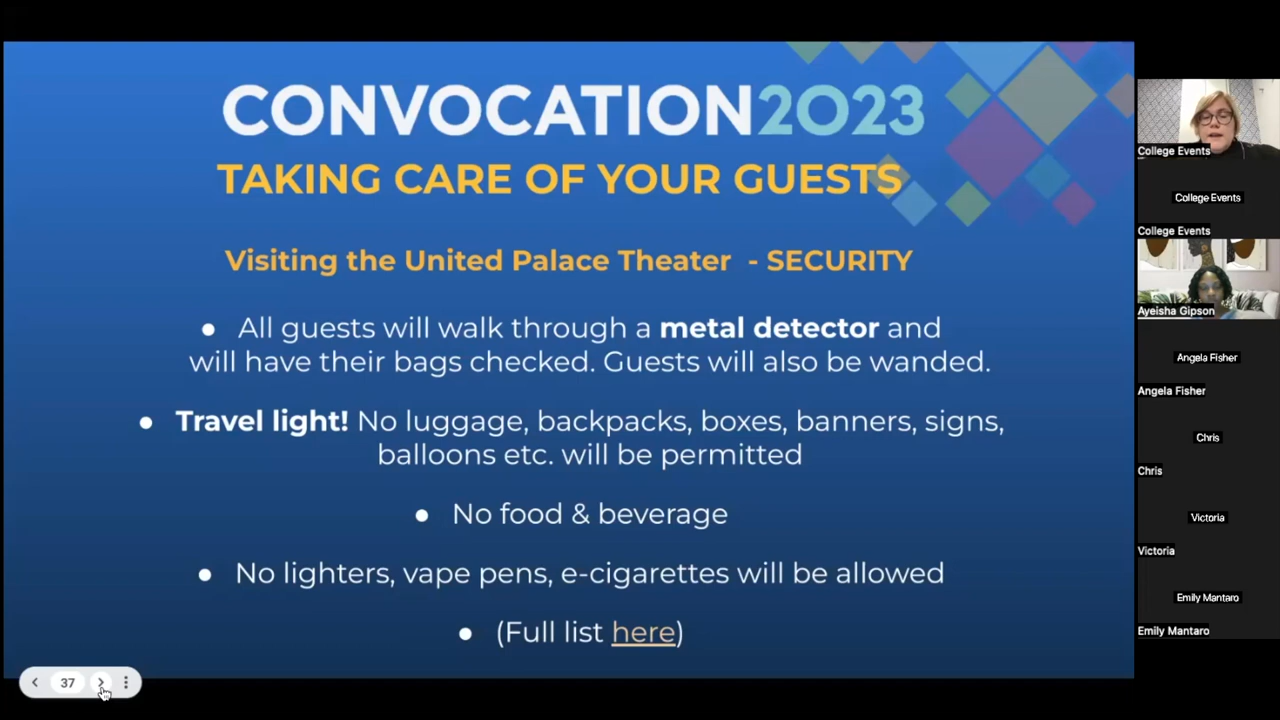 CONVOCATION2023
TAKING CARE OF YOUR GUESTS
Visiting the United Palace Theater - SECURITY
● All guests will walk through a metal detector and
will have their bags checked. Guests will also be wanded.
● Travel light! No luggage, backpacks, boxes, banners, signs,
balloons etc. will be permitted
● No food & beverage
● No lighters, vape pens, e-cigarettes will be allowed
● (Full list here)
37
College Events
College Events
College Events
Ayeisha Gipson
Angela Fisher
Angela Fisher
Chris
Chris
Victoria
Victoria
Emily Mantaro
Emily Mantaro